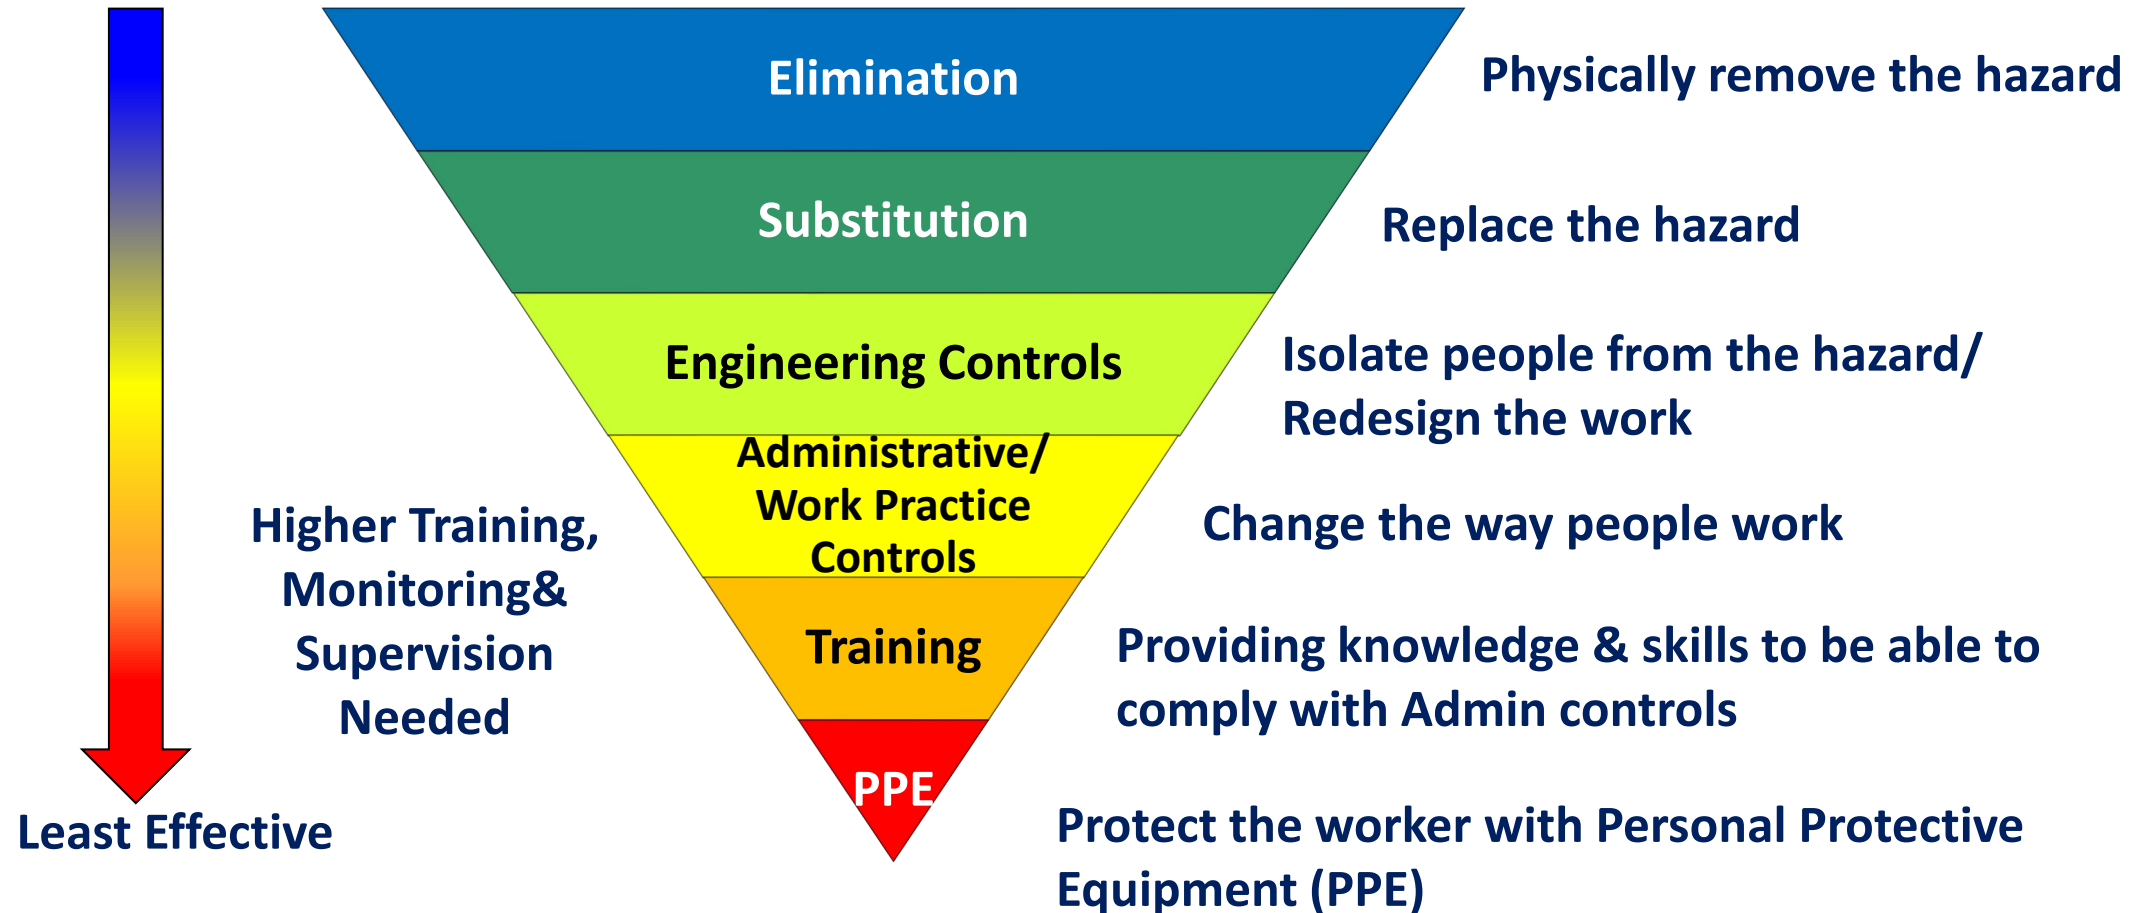 Elimination
Physically remove the hazard
Substitution
Replace the hazard
Engineering Controls
Isolate people from the hazard/
Redesign the work
Administrative/
Work Practice
Controls
Change the way people work
Higher Training,
Monitoring&
Supervision
Needed
Training
Providing knowledge & skills to be able to
comply with Admin controls
PPE
Protect the worker with Personal Protective
Equipment (PPE)
Least Effective